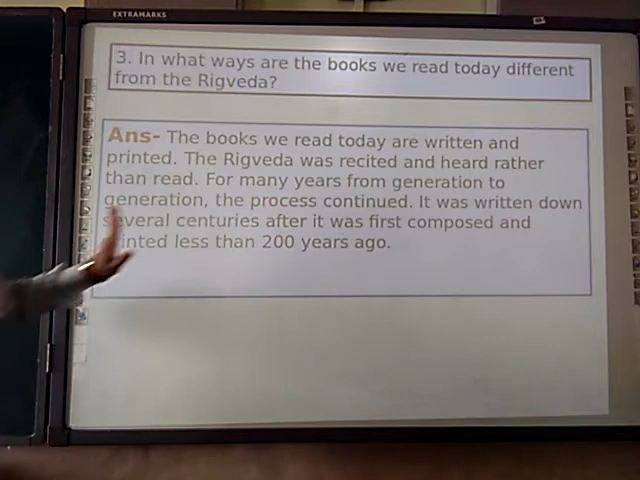 EXTRAMARKS
3. In what ways are the books we read today different
from the Rigveda?
Ans- The books we read today are written and
printed. The Rigveda was recited and heard rather
than read. For many years from generation to
generation, the process continued. It was written down
several centuries after it was first composed and
printed less than 200 years ago.